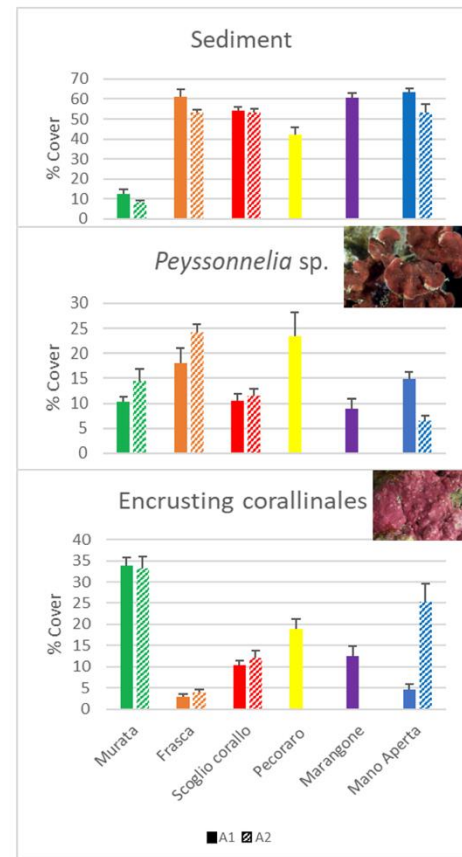 Sediment
% Cover
70
60
50
40
30
20
10
0
Peyssonnelia sp.
% Cover
30
25
20
15
10
5
0
Encrusting corallinales
% Cover
40
35
30
25
20
15
10
5
0
Murata
Frasca
Scoglio corallo
Pecoraro
Marangone
Mano Aperta
A1 A2